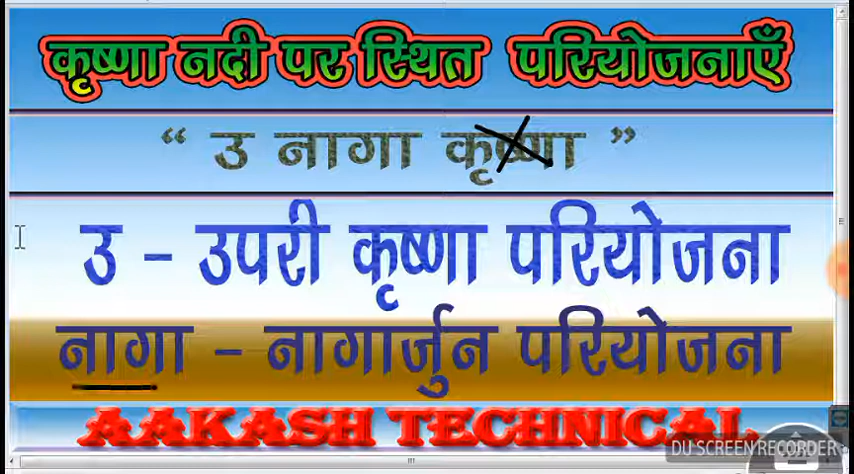 कृष्णा नदी पर स्थित परियोजनाएँ
“ उ नागा कृष्णा ”
उ – उपरी कृष्णा परियोजना
नागा – नागार्जुन परियोजना
AAKASH TECHNICAL
DU SCREEN RECORDER